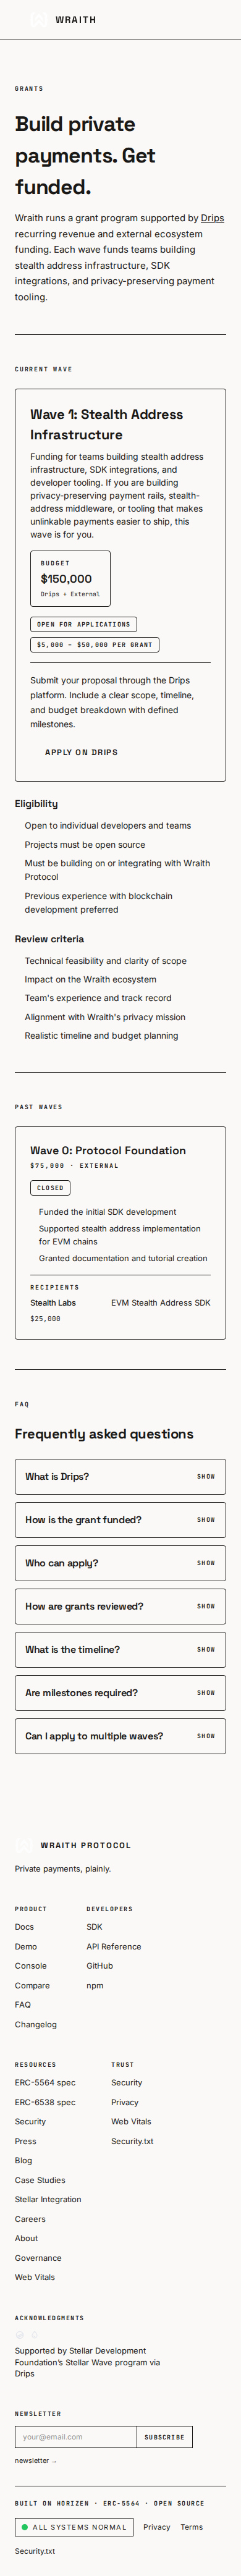 WRAITH
GRANTS
Build private
payments. Get
funded.
Wraith runs a grant program supported by Drips
recurring revenue and external ecosystem
funding. Each wave funds teams building
stealth address infrastructure, SDK
integrations, and privacy-preserving payment
tooling.
CURRENT WAVE
Wave 1: Stealth Address
Infrastructure
Funding for teams building stealth address
infrastructure, SDK integrations, and
developer tooling. If you are building
privacy-preserving payment rails, stealth-
address middleware, or tooling that makes
unlinkable payments easier to ship, this
wave is for you.
BUDGET
$150,000
Drips + External
OPEN FOR APPLICATIONS
$5,000 – $50,000 PER GRANT
Submit your proposal through the Drips
platform. Include a clear scope, timeline,
and budget breakdown with defined
milestones.
APPLY ON DRIPS
Eligibility
Open to individual developers and teams
Projects must be open source
Must be building on or integrating with Wraith
Protocol
Previous experience with blockchain
development preferred
Review criteria
Technical feasibility and clarity of scope
Impact on the Wraith ecosystem
Team's experience and track record
Alignment with Wraith's privacy mission
Realistic timeline and budget planning
PAST WAVES
Wave 0: Protocol Foundation
$75,000 · EXTERNAL
CLOSED
Funded the initial SDK development
Supported stealth address implementation
for EVM chains
Granted documentation and tutorial creation
RECIPIENTS
Stealth Labs EVM Stealth Address SDK
$25,000
FAQ
Frequently asked questions
What is Drips? SHOW
How is the grant funded? SHOW
Who can apply? SHOW
How are grants reviewed? SHOW
What is the timeline? SHOW
Are milestones required? SHOW
Can I apply to multiple waves? SHOW
WRAITH PROTOCOL
Private payments, plainly.
PRODUCT
Docs
Demo
Console
Compare
FAQ
Changelog
DEVELOPERS
SDK
API Reference
GitHub
npm
RESOURCES
ERC-5564 spec
ERC-6538 spec
Security
Press
Blog
Case Studies
Stellar Integration
Careers
About
Governance
Web Vitals
TRUST
Security
Privacy
Web Vitals
Security.txt
ACKNOWLEDGMENTS
Supported by Stellar Development
Foundation's Stellar Wave program via
Drips
NEWSLETTER
your@email.com SUBSCRIBE
newsletter →
BUILT ON HORIZEN · ERC-5564 · OPEN SOURCE
ALL SYSTEMS NORMAL Privacy Terms
Security.txt